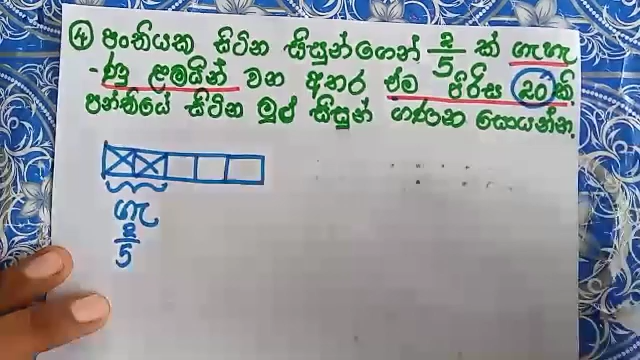 ④ පංතියක සිටින සිසුන්ගෙන් 2/5 ක් ගැහැ
-ණු ළමයින් වන අතර ඒම පිරිස 20 කි.
පන්තියේ සිටින මුළු සිසුන් ගණන සොයන්න.
ගැ
2/5